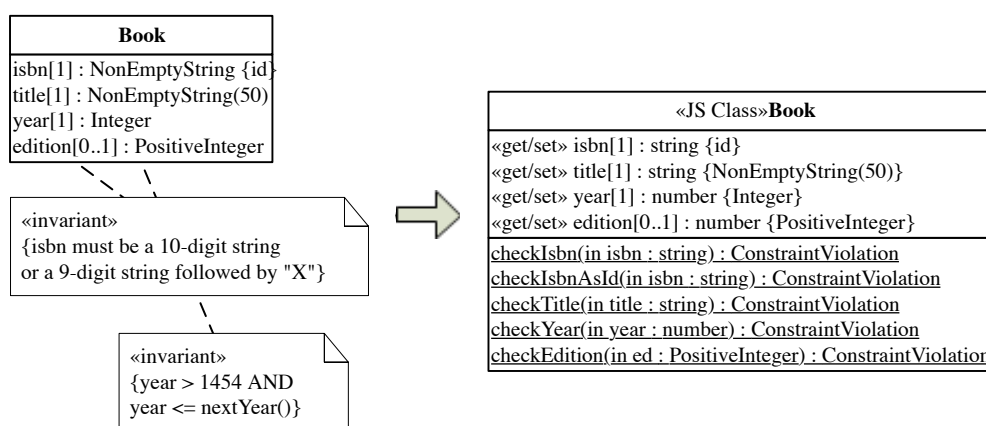 Book
isbn[1] : NonEmptyString {id}
title[1] : NonEmptyString(50)
year[1] : Integer
edition[0..1] : PositiveInteger
«invariant»
{isbn must be a 10-digit string
or a 9-digit string followed by "X"}
«invariant»
{year > 1454 AND
year <= nextYear()}
«JS Class»Book
«get/set» isbn[1] : string {id}
«get/set» title[1] : string {NonEmptyString(50)}
«get/set» year[1] : number {Integer}
«get/set» edition[0..1] : number {PositiveInteger}
checkIsbn(in isbn : string) : ConstraintViolation
checkIsbnAsId(in isbn : string) : ConstraintViolation
checkTitle(in title : string) : ConstraintViolation
checkYear(in year : number) : ConstraintViolation
checkEdition(in ed : PositiveInteger) : ConstraintViolation